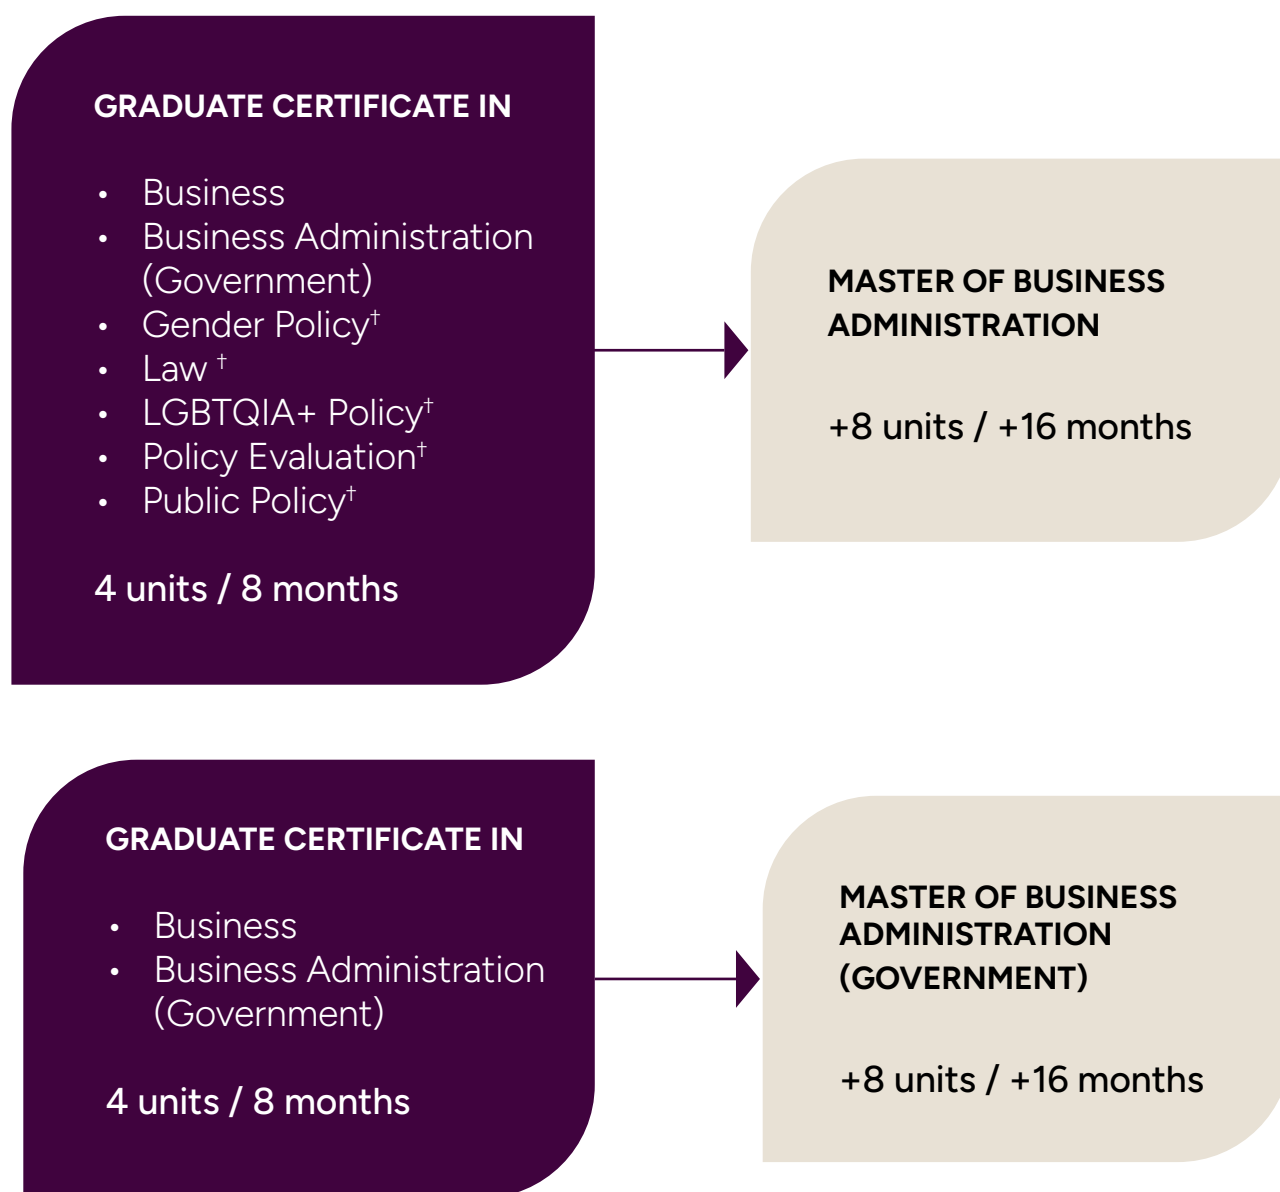 GRADUATE CERTIFICATE IN
• Business
• Business Administration
(Government)
• Gender Policy†
• Law †
• LGBTQIA+ Policy†
• Policy Evaluation†
• Public Policy†
4 units / 8 months
MASTER OF BUSINESS
ADMINISTRATION
+8 units / +16 months
GRADUATE CERTIFICATE IN
• Business
• Business Administration
(Government)
4 units / 8 months
MASTER OF BUSINESS
ADMINISTRATION
(GOVERNMENT)
+8 units / +16 months